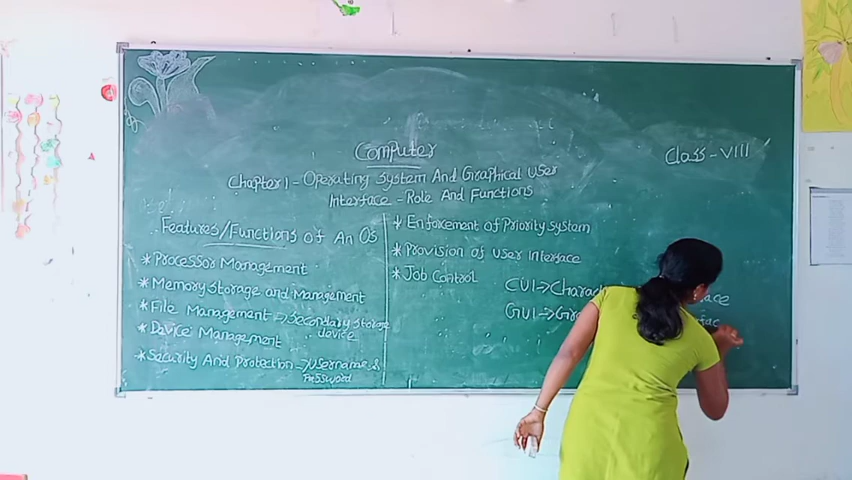 Computer
Class-VIII
Chapter 1 - Operating System And Graphical User
Interface - Role And Functions
Features/Functions of An OS
* Processor Management
* Memory Storage and Management
* File Management → Secondary Storage
device
* Device Management
* Security And Protection → Username &
Password
* Enforcement of Priority System
* Provision of User Interface
* Job Control
CUI → Charac
GUI → Gra